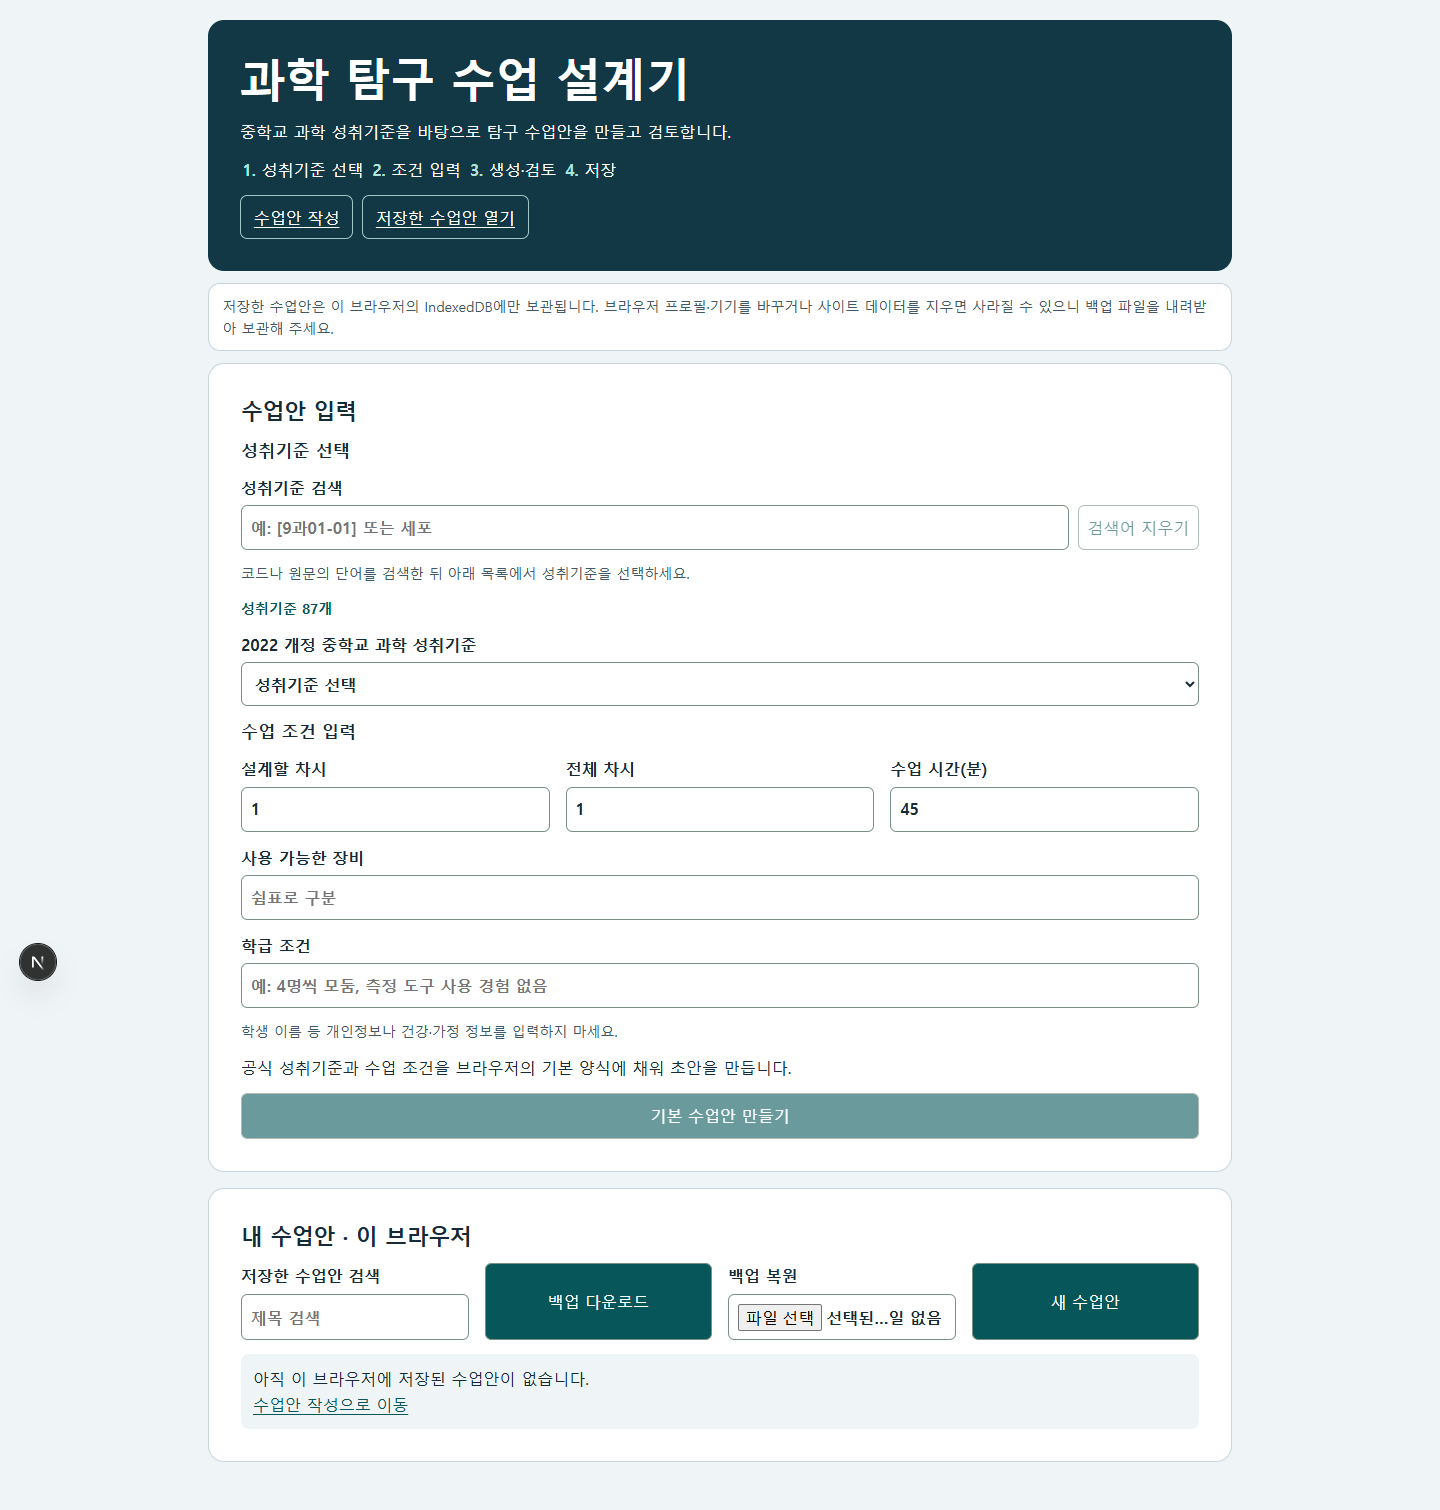 과학 탐구 수업 설계기
중학교 과학 성취기준을 바탕으로 탐구 수업안을 만들고 검토합니다.
1. 성취기준 선택 2. 조건 입력 3. 생성·검토 4. 저장
수업안 작성 저장한 수업안 열기
저장한 수업안은 이 브라우저의 IndexedDB에만 보관됩니다. 브라우저 프로필·기기를 바꾸거나 사이트 데이터를 지우면 사라질 수 있으니 백업 파일을 내려받
아 보관해 주세요.
수업안 입력
성취기준 선택
성취기준 검색
예: [9과01-01] 또는 세포 검색어 지우기
코드나 원문의 단어를 검색한 뒤 아래 목록에서 성취기준을 선택하세요.
성취기준 87개
2022 개정 중학교 과학 성취기준
성취기준 선택
수업 조건 입력
설계할 차시 전체 차시 수업 시간(분)
1 1 45
사용 가능한 장비
쉼표로 구분
학급 조건
예: 4명씩 모둠, 측정 도구 사용 경험 없음
N
학생 이름 등 개인정보나 건강·가정 정보를 입력하지 마세요.
공식 성취기준과 수업 조건을 브라우저의 기본 양식에 채워 초안을 만듭니다.
기본 수업안 만들기
내 수업안 · 이 브라우저
저장한 수업안 검색 백업 다운로드 백업 복원 새 수업안
제목 검색 파일 선택 선택된...일 없음
아직 이 브라우저에 저장된 수업안이 없습니다.
수업안 작성으로 이동